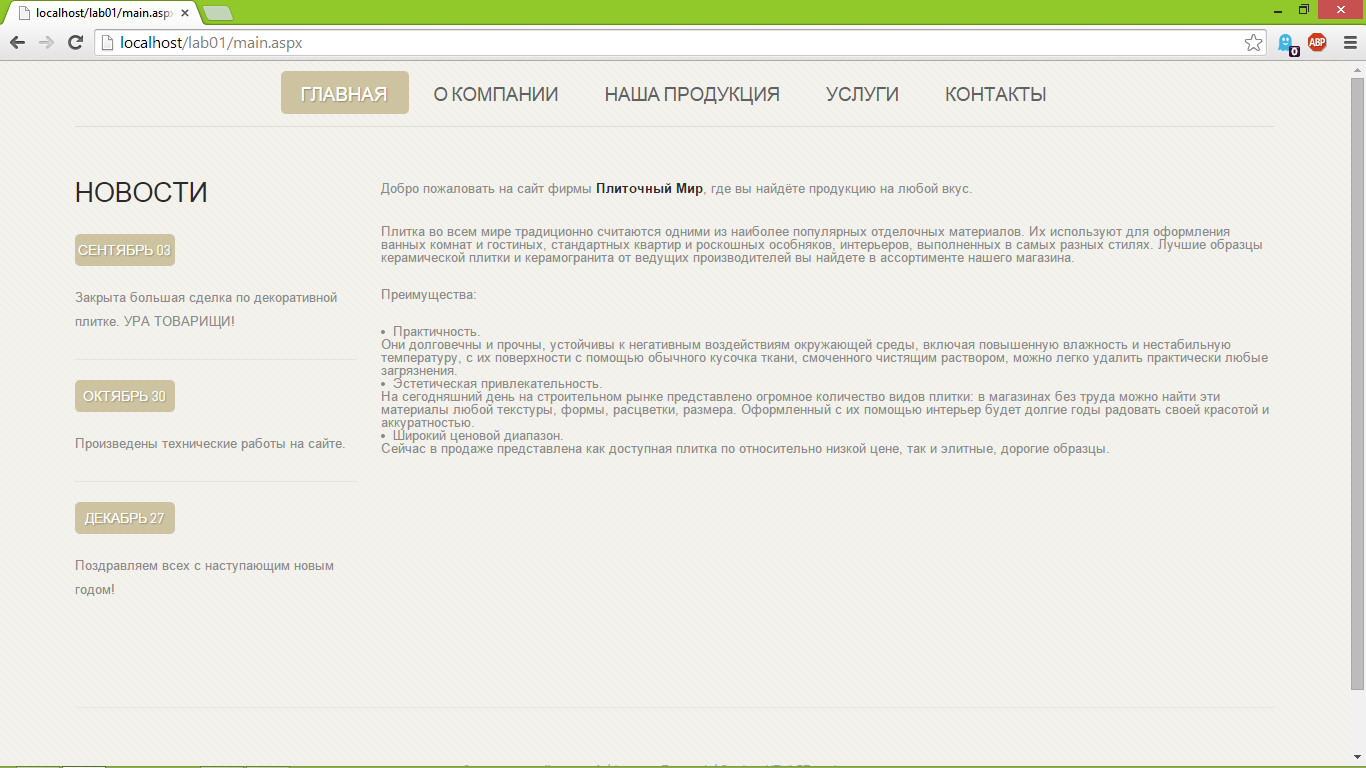 localhost/lab01/main.asp
localhost/lab01/main.aspx
0
ABP
ГЛАВНАЯ О КОМПАНИИ НАША ПРОДУКЦИЯ УСЛУГИ КОНТАКТЫ
НОВОСТИ
СЕНТЯБРЬ 03
Закрыта большая сделка по декоративной
плитке. УРА ТОВАРИЩИ!
ОКТЯБРЬ 30
Произведены технические работы на сайте.
ДЕКАБРЬ 27
Поздравляем всех с наступающим новым
годом!
Добро пожаловать на сайт фирмы Плиточный Мир, где вы найдёте продукцию на любой вкус.
Плитка во всем мире традиционно считаются одними из наиболее популярных отделочных материалов. Их используют для оформления
ванных комнат и гостиных, стандартных квартир и роскошных особняков, интерьеров, выполненных в самых разных стилях. Лучшие образцы
керамической плитки и керамогранита от ведущих производителей вы найдете в ассортименте нашего магазина.
Преимущества:
• Практичность.
Они долговечны и прочны, устойчивы к негативным воздействиям окружающей среды, включая повышенную влажность и нестабильную
температуру, с их поверхности с помощью обычного кусочка ткани, смоченного чистящим раствором, можно легко удалить практически любые
загрязнения.
• Эстетическая привлекательность.
На сегодняшний день на строительном рынке представлено огромное количество видов плитки: в магазинах без труда можно найти эти
материалы любой текстуры, формы, расцветки, размера. Оформленный с их помощью интерьер будет долгие годы радовать своей красотой и
аккуратностью.
• Широкий ценовой диапазон.
Сейчас в продаже представлена как доступная плитка по относительно низкой цене, так и элитные, дорогие образцы.